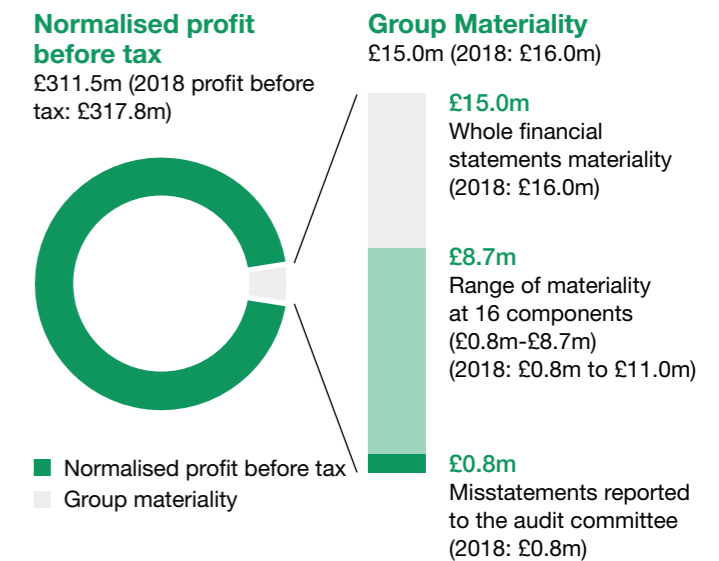 Normalised profit
before tax
£311.5m (2018 profit before
tax: £317.8m)
Normalised profit before tax
Group materiality
Group Materiality
£15.0m (2018: £16.0m)
£15.0m
Whole financial
statements materiality
(2018: £16.0m)
£8.7m
Range of materiality
at 16 components
(£0.8m-£8.7m)
(2018: £0.8m to £11.0m)
£0.8m
Misstatements reported
to the audit committee
(2018: £0.8m)